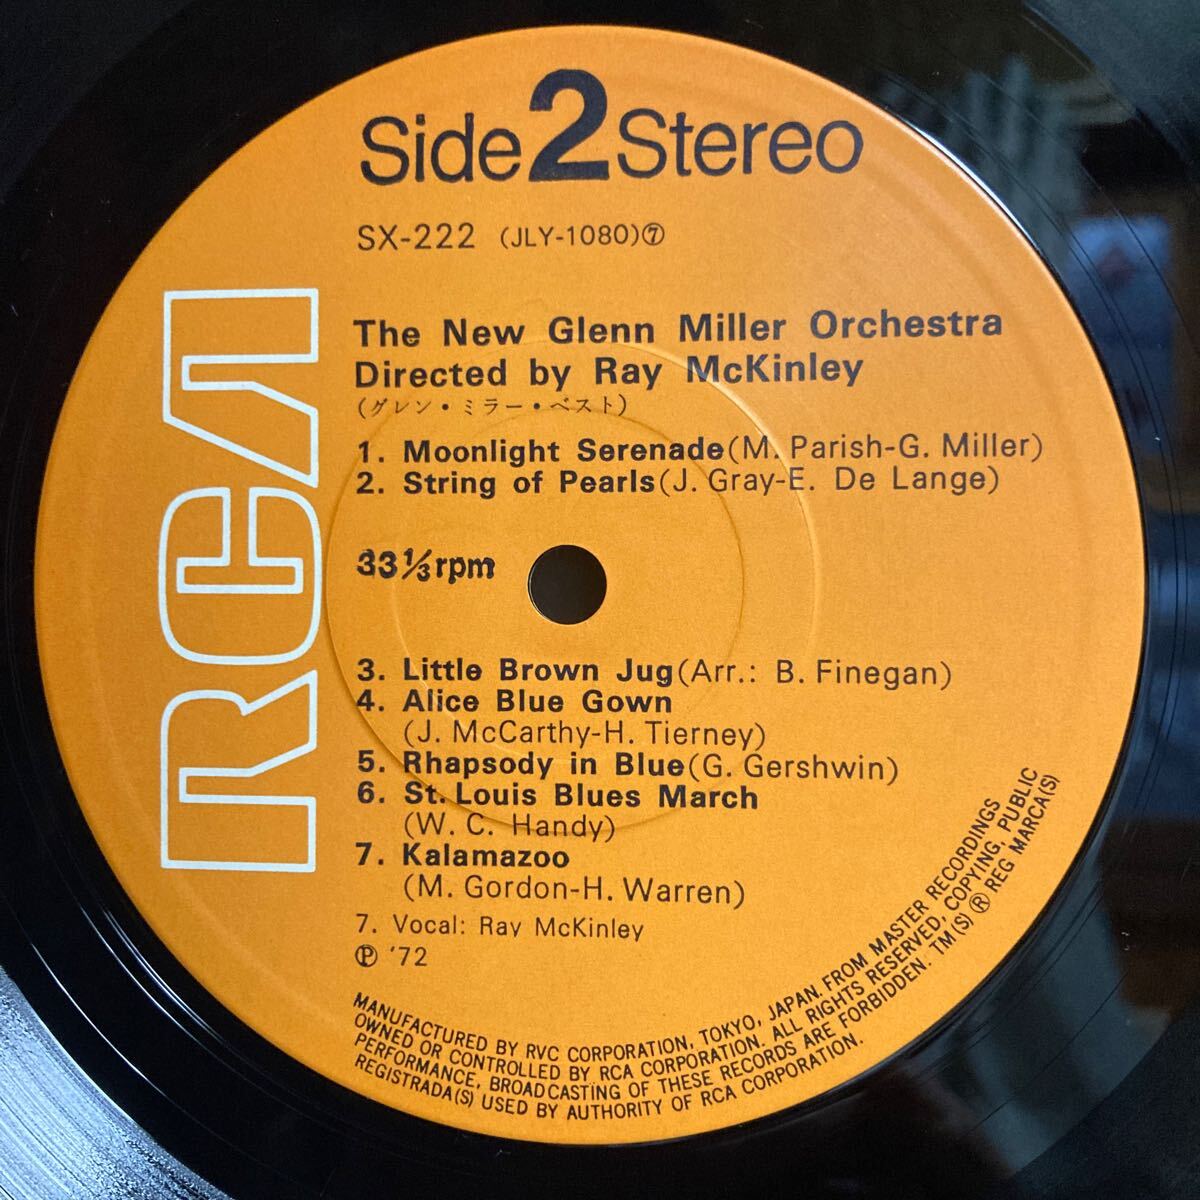 Side 2 Stereo
SX-222 (JLY-1080)⑦
RCA
The New Glenn Miller Orchestra
Directed by Ray McKinley
(グレン・ミラー・ベスト)
1. Moonlight Serenade(M. Parish-G. Miller)
2. String of Pearls(J. Gray-E. De Lange)
33⅓rpm
3. Little Brown Jug(Arr.: B. Finegan)
4. Alice Blue Gown
(J. McCarthy-H. Tierney)
5. Rhapsody in Blue(G. Gershwin)
6. St. Louis Blues March
(W. C. Handy)
7. Kalamazoo
(M. Gordon-H. Warren)
7. Vocal: Ray McKinley
Ⓟ '72
MANUFACTURED BY RVC CORPORATION, TOKYO, JAPAN. FROM MASTER RECORDINGS
OWNED OR CONTROLLED BY RCA CORPORATION. ALL RIGHTS RESERVED, COPYING, PUBLIC
PERFORMANCE, BROADCASTING OF THESE RECORDS ARE FORBIDDEN. TM(S) ® REG MARCA(S)
REGISTRADA(S) USED BY AUTHORITY OF RCA CORPORATION.